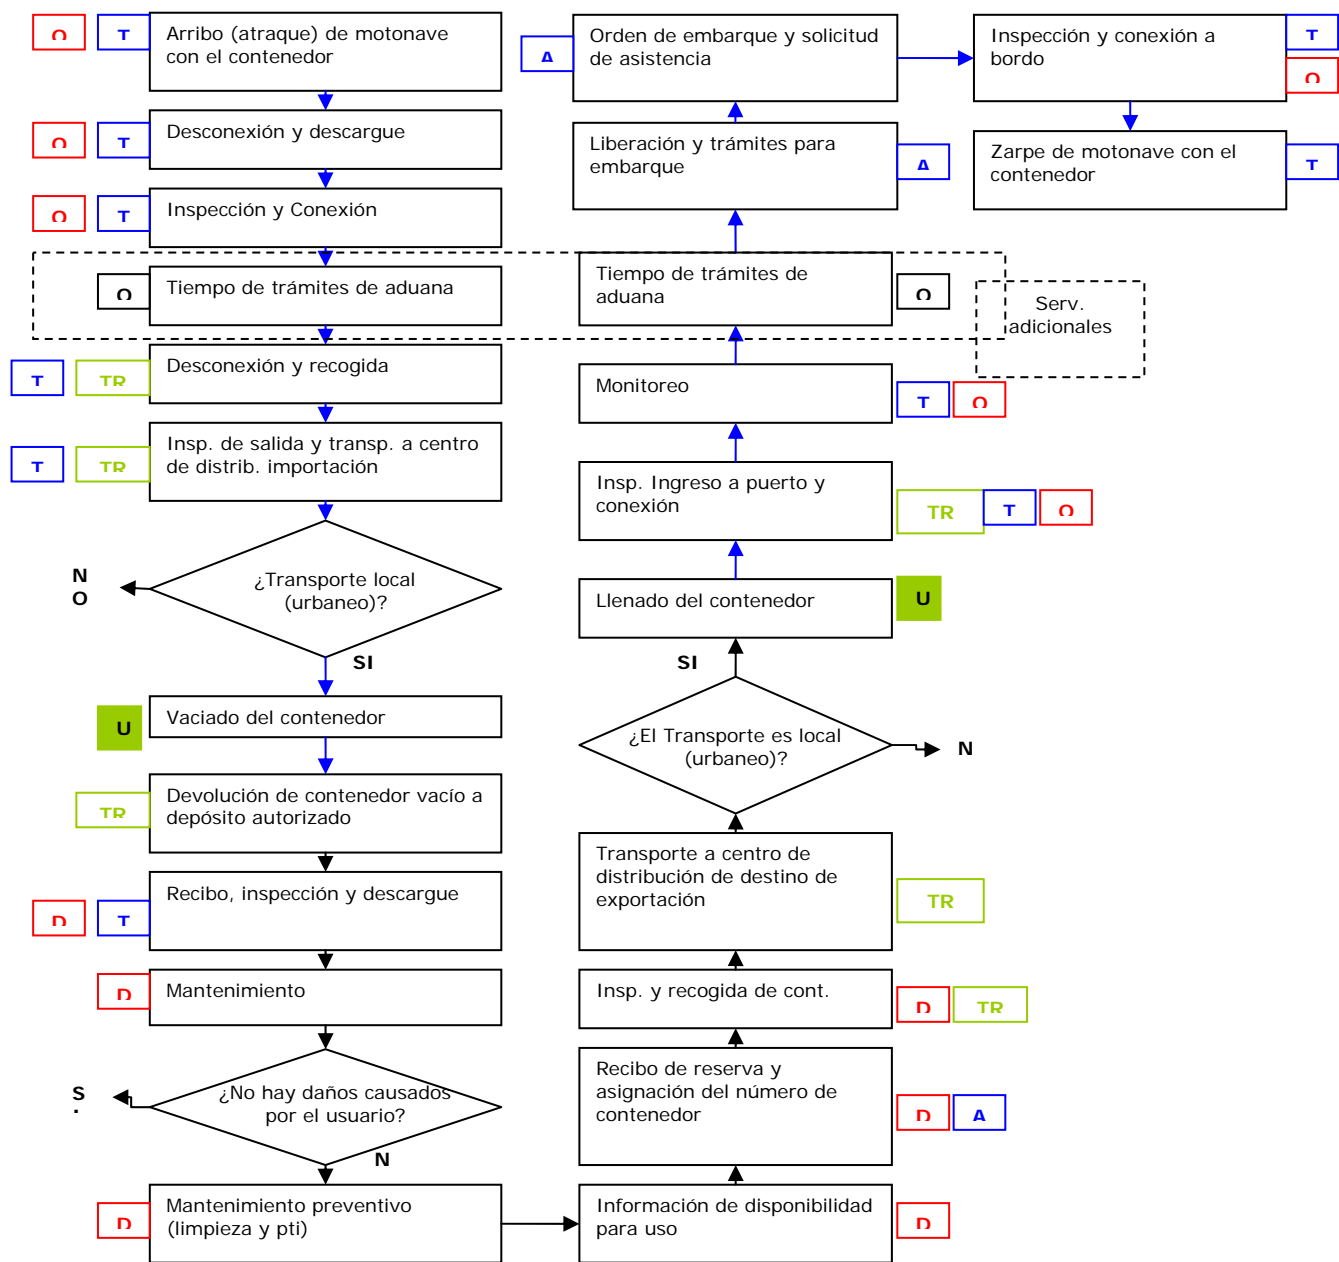 O
T
Arribo (atraque) de motonave
con el contenedor
O
T
Desconexión y descargue
O
T
Inspección y Conexión
O
Tiempo de trámites de aduana
T
TR
Desconexión y recogida
T
TR
Insp. de salida y transp. a centro
de distrib. importación
¿Transporte local
(urbaneo)?
N
O
SI
U
Vaciado del contenedor
TR
Devolución de contenedor vacío a
depósito autorizado
D
T
Recibo, inspección y descargue
D
Mantenimiento
¿No hay daños causados
por el usuario?
S
N
D
Mantenimiento preventivo
(limpieza y pti)
Información de disponibilidad
para uso
D
Recibo de reserva y
asignación del número de
contenedor
D
A
Insp. y recogida de cont.
D
TR
Transporte a centro de
distribución de destino de
exportación
TR
¿El Transporte es local
(urbaneo)?
N
SI
Llenado del contenedor
U
Insp. Ingreso a puerto y
conexión
TR
T
O
Monitoreo
T
O
Tiempo de trámites de
aduana
O
Serv.
adicionales
Liberación y trámites para
embarque
A
A
Orden de embarque y solicitud
de asistencia
Inspección y conexión a
bordo
T
O
Zarpe de motonave con el
contenedor
T